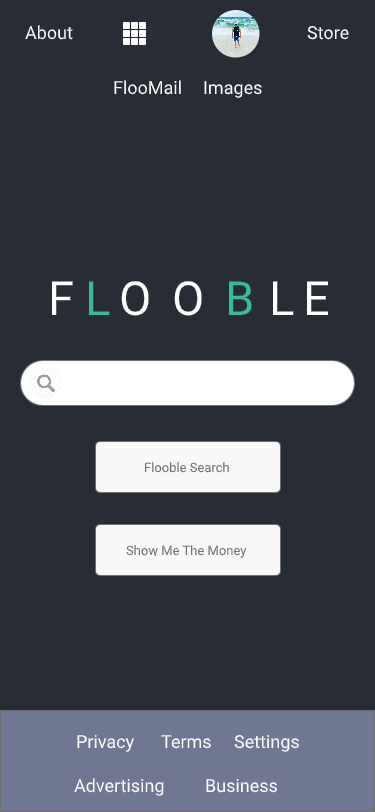 About Store
FlooMail Images
FLOOBLE
Flooble Search
Show Me The Money
Privacy Terms Settings
Advertising Business